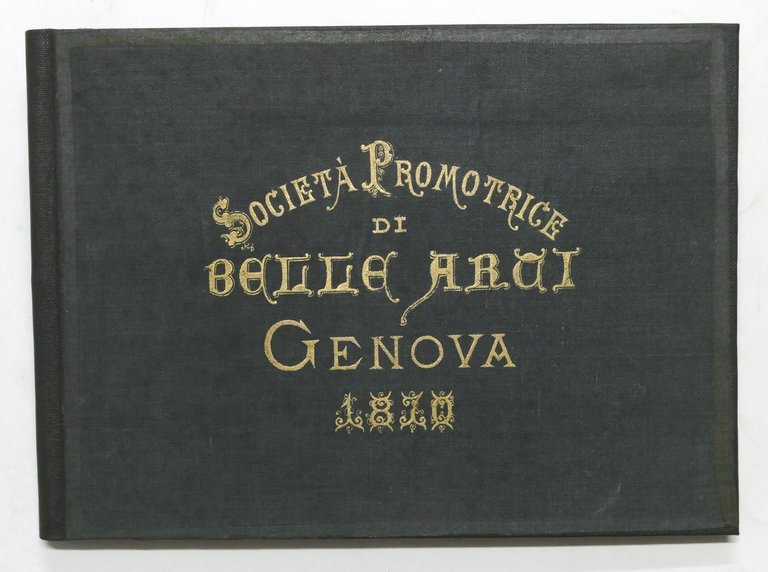 SOCIETÀ PROMOTRICE
DI
BELLE ARTI
GENOVA
1870